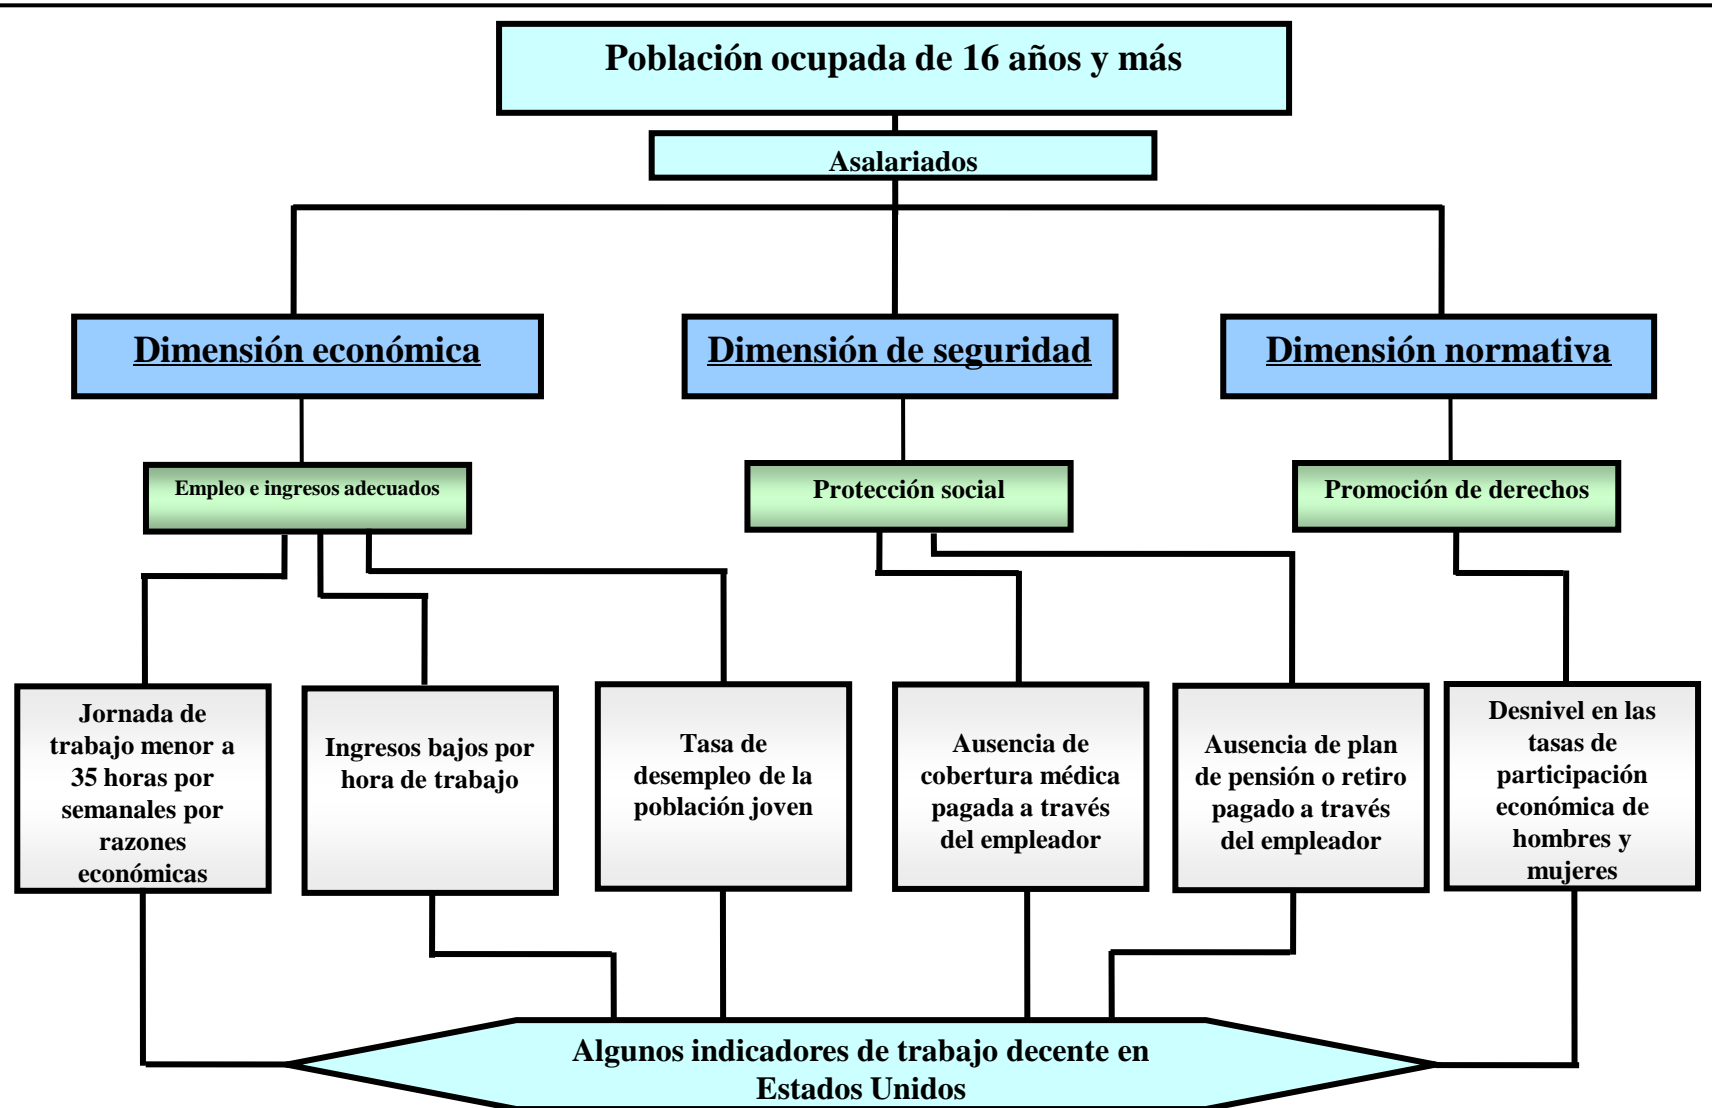 Población ocupada de 16 años y más
Asalariados
Dimensión económica
Dimensión de seguridad
Dimensión normativa
Empleo e ingresos adecuados
Protección social
Promoción de derechos
Jornada de
trabajo menor a
35 horas por
semanales por
razones
económicas
Ingresos bajos por
hora de trabajo
Tasa de
desempleo de la
población joven
Ausencia de
cobertura médica
pagada a través
del empleador
Ausencia de plan
de pensión o retiro
pagado a través
del empleador
Desnivel en las
tasas de
participación
económica de
hombres y
mujeres
Algunos indicadores de trabajo decente en
Estados Unidos